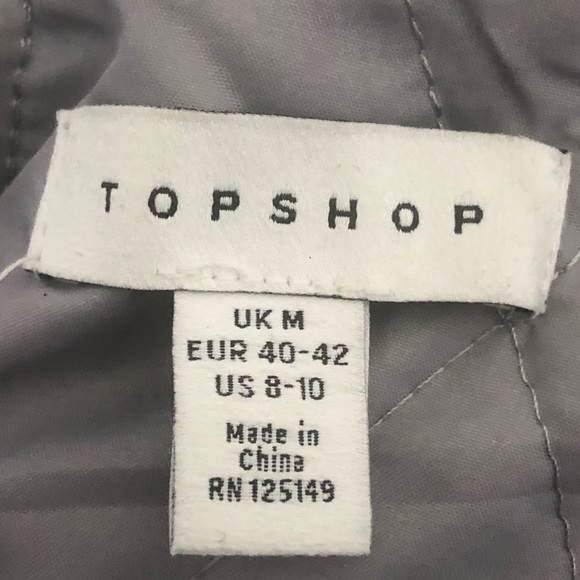 TOPSHOP
UK M
EUR 40-42
US 8-10
Made in
China
RN 125149